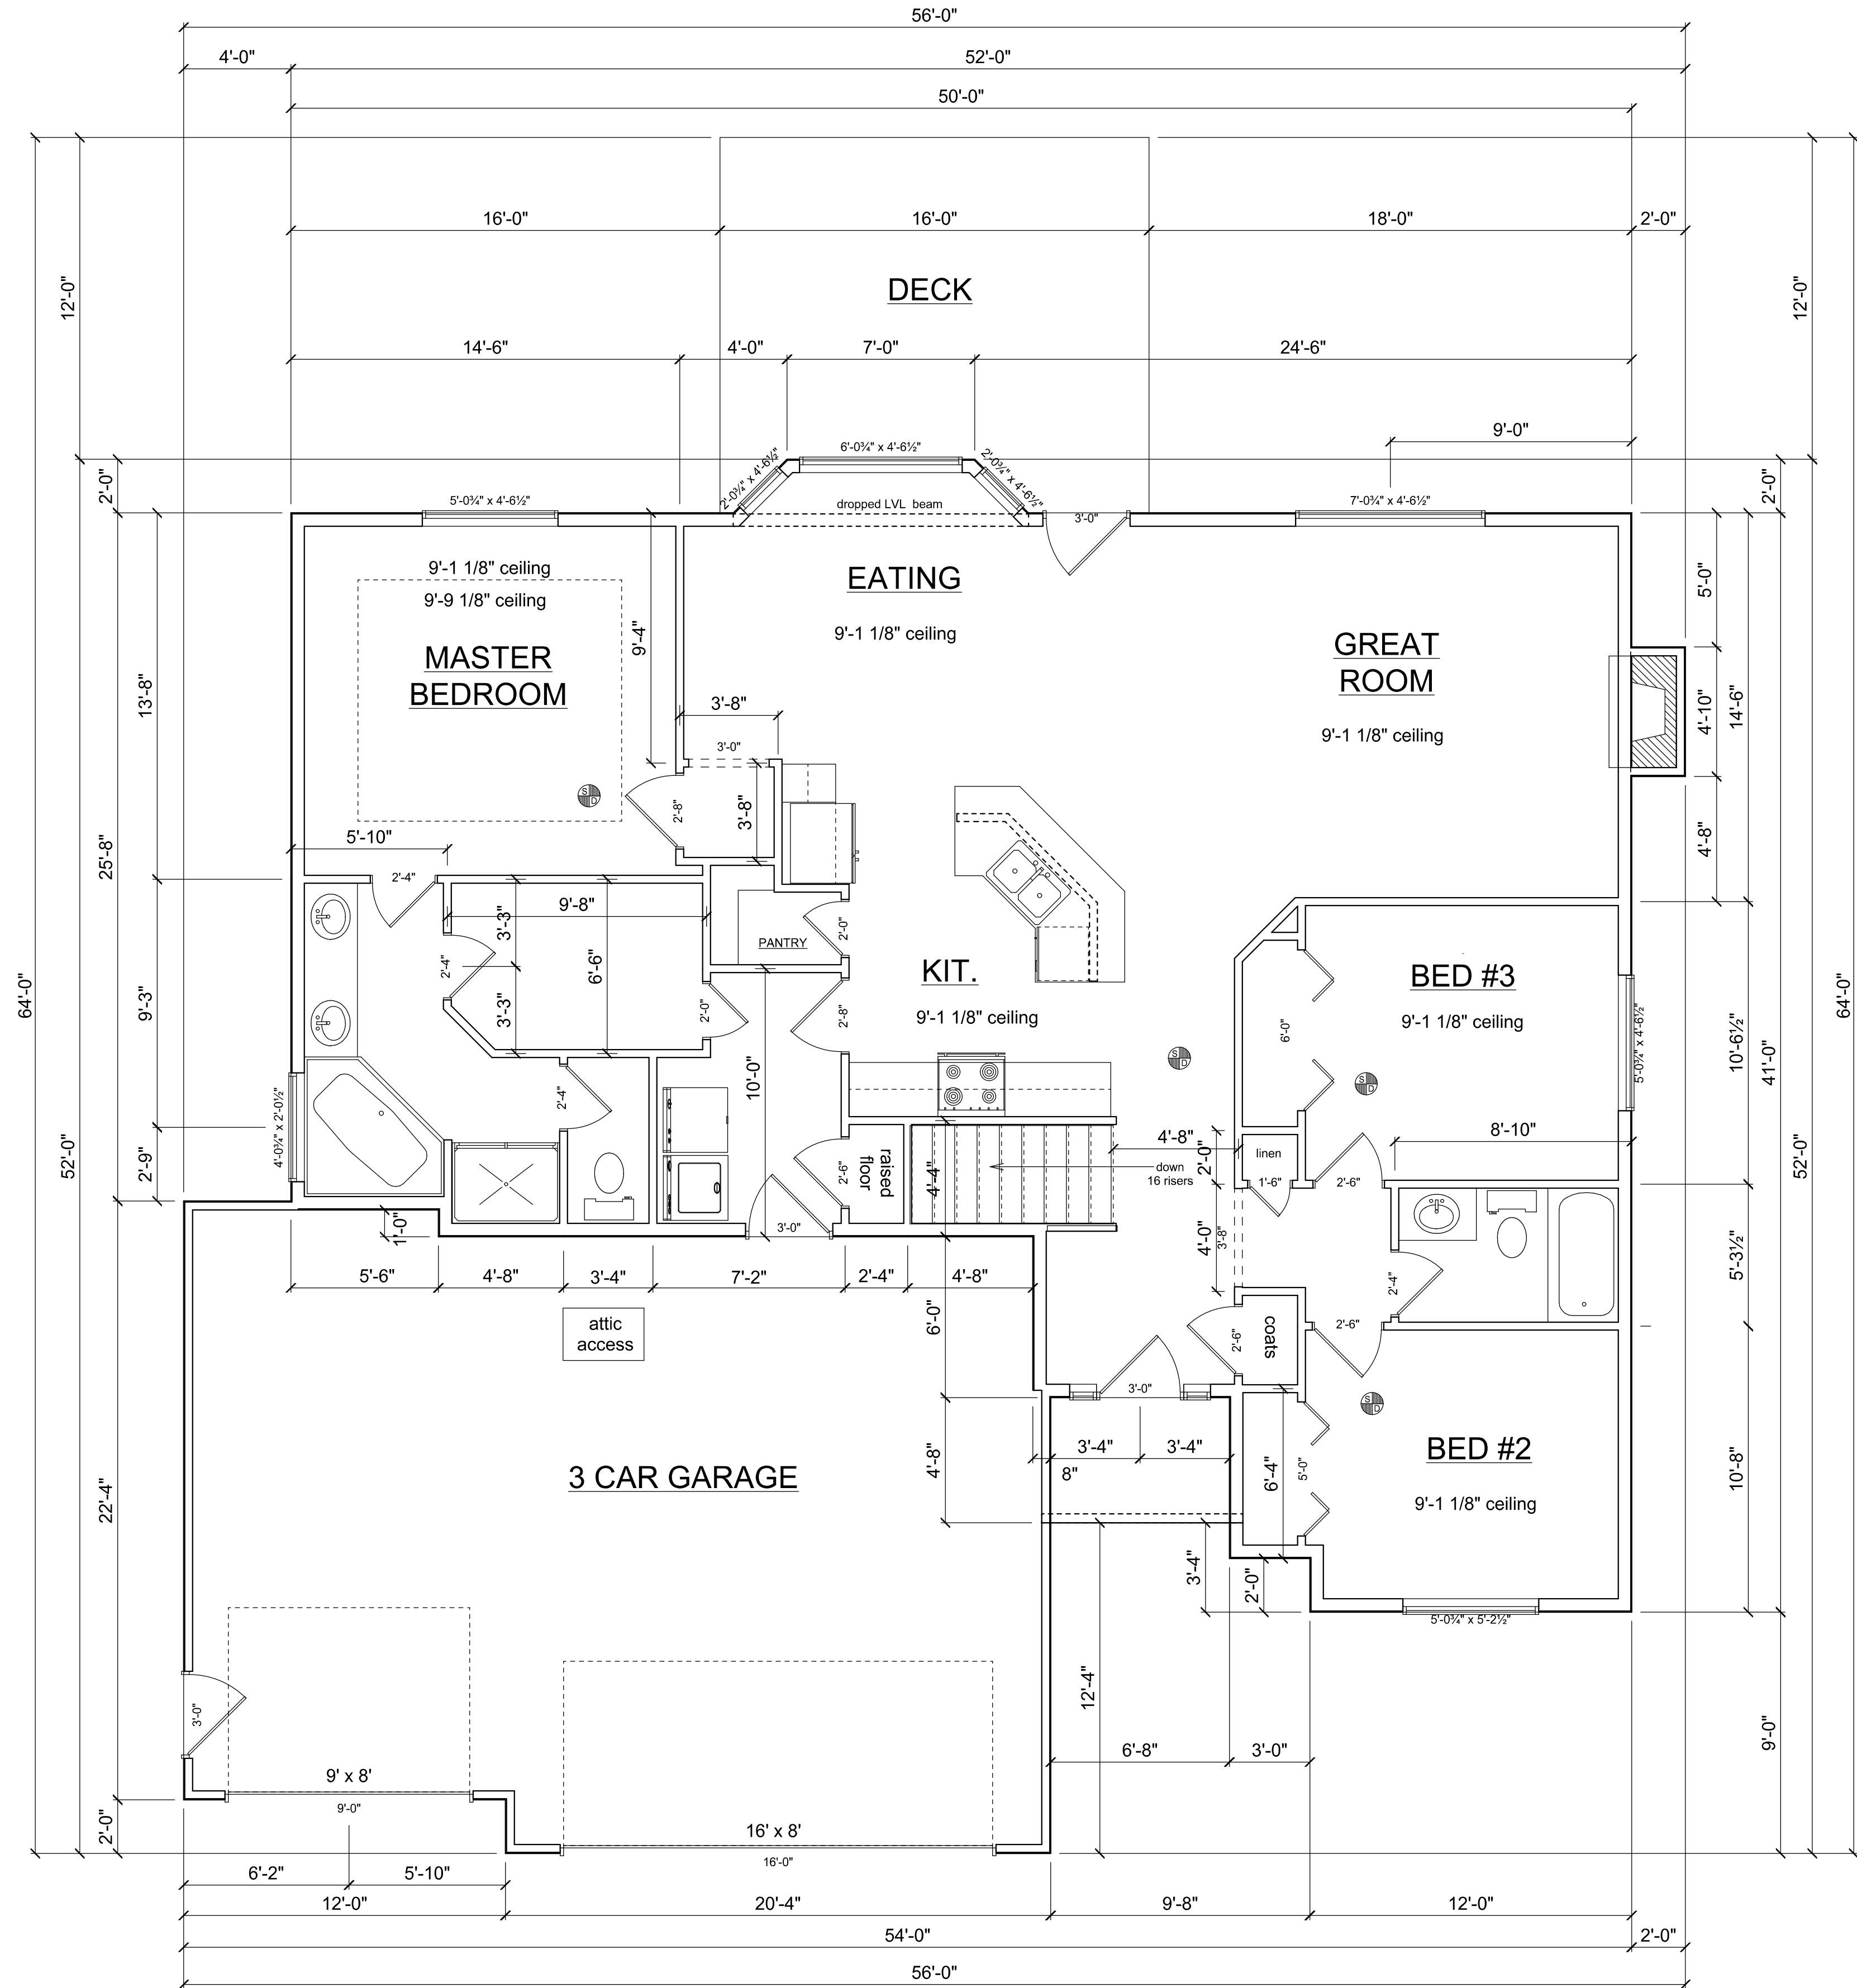 56'-0"
4'-0"
52'-0"
50'-0"
16'-0"
16'-0"
18'-0"
2'-0"
12'-0"
12'-0"
DECK
14'-6"
4'-0"
7'-0"
24'-6"
9'-0"
2'-0"
2'-0"
5'-0¾" x 4'-6½"
2'-0¾" x 4'-6½"
6'-0¾" x 4'-6½"
2'-0¾" x 4'-6½"
7'-0¾" x 4'-6½"
dropped LVL beam
3'-0"
9'-1 1/8" ceiling
9'-9 1/8" ceiling
MASTER
BEDROOM
EATING
9'-1 1/8" ceiling
GREAT
ROOM
9'-1 1/8" ceiling
9'-4"
13'-8"
5'-0"
4'-10"
14'-6"
4'-8"
3'-8"
3'-0"
3'-8"
2'-8"
S
D
25'-8"
5'-10"
2'-4"
9'-8"
3'-3"
3'-3"
6'-6"
2'-4"
2'-0"
PANTRY
2'-0"
2'-8"
KIT.
9'-1 1/8" ceiling
BED #3
9'-1 1/8" ceiling
6'-0"
5'-0¾" x 4'-6½"
S
D
S
D
10'-6½"
41'-0"
64'-0"
64'-0"
9'-3"
10'-0"
4'-0¾" x 2'-0½"
2'-9"
52'-0"
52'-0"
2'-4"
2'-6"
raised
floor
4'-4"
4'-8"
down
16 risers
2'-0"
linen
1'-6"
2'-6"
8'-10"
4'-0"
3'-8"
2'-4"
5'-3½"
1'-0"
3'-0"
5'-6"
4'-8"
3'-4"
7'-2"
2'-4"
4'-8"
attic
access
6'-0"
2'-6"
coats
2'-6"
3'-0"
S
D
3 CAR GARAGE
4'-8"
3'-4"
3'-4"
8"
6'-4"
5'-0"
BED #2
9'-1 1/8" ceiling
10'-8"
22'-4"
3'-4"
2'-0"
5'-0¾" x 5'-2½"
3'-0"
12'-4"
9'-0"
6'-8"
3'-0"
9' x 8'
9'-0"
2'-0"
16' x 8'
16'-0"
6'-2"
5'-10"
12'-0"
20'-4"
9'-8"
12'-0"
54'-0"
2'-0"
56'-0"